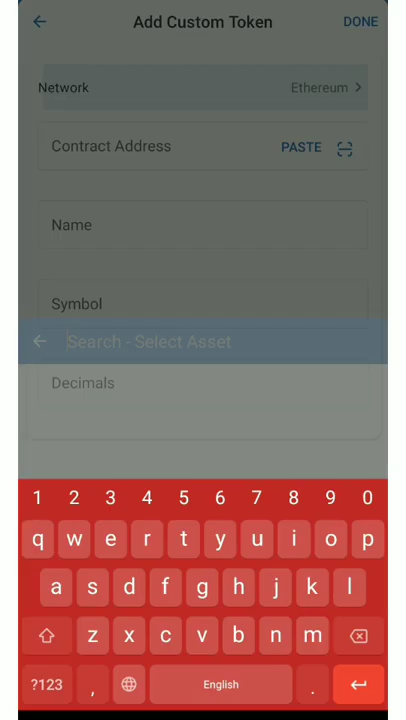 Add Custom Token DONE
Network Ethereum
Contract Address PASTE
Name
Symbol
Search - Select Asset
Decimals
1 2 3 4 5 6 7 8 9 0
q w e r t y u i o p
a s d f g h j k l
z x c v b n m
?123 , English .